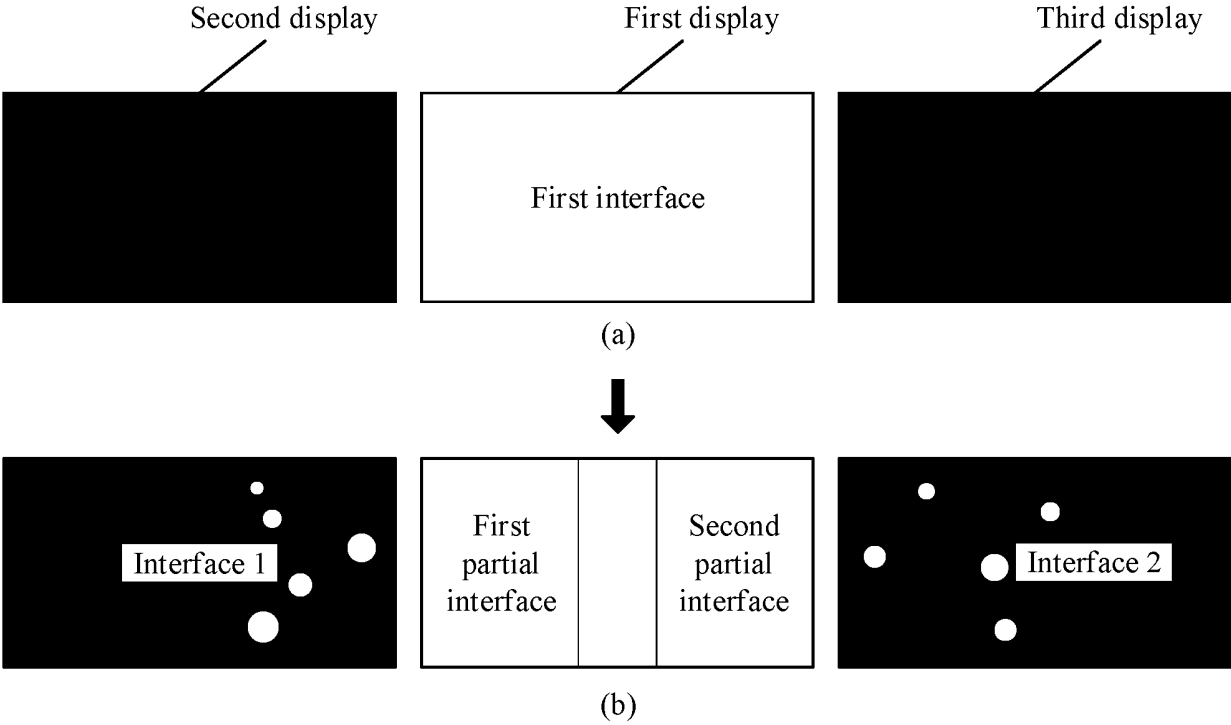 Second display
First display
Third display
First interface
(a)
Interface 1
First
partial
interface
Second
partial
interface
Interface 2
(b)